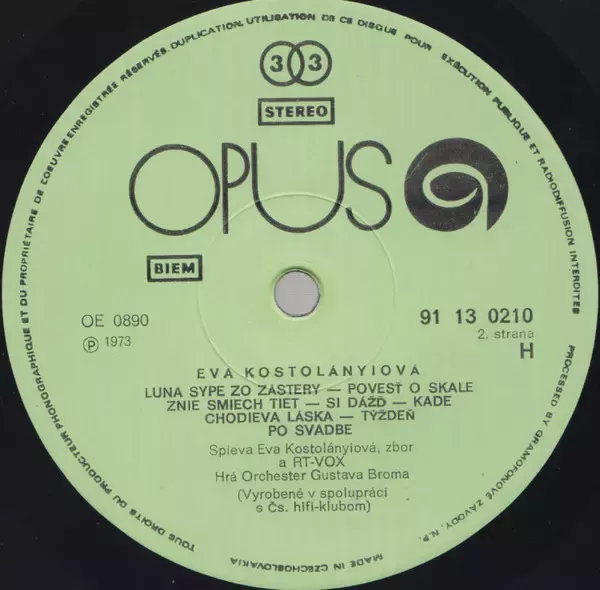 TOUS DROITS DU PRODUCTEUR PHONOGRAPHIQUE ET DU PROPRIÉTAIRE DE L'OEUVRE ENREGISTRÉE RÉSERVÉS. DUPLICATION, UTILISATION DE CE DISQUE POUR EXÉCUTION PUBLIQUE ET RADIODIFFUSION INTERDITES
33
STEREO
OPUS
BIEM
OE 0890
91 13 0210
Ⓟ 1973
2. strana
H
EVA KOSTOLÁNYIOVÁ
LUNA SYPE ZO ZÁSTERY — POVESŤ O SKALE
ZNIE SMIECH TIET — SI DÁŽĎ — KADE
CHODIEVA LÁSKA — TÝŽDEŇ
PO SVADBE
Spieva Eva Kostolányiová, zbor
a RT-VOX
Hrá Orchester Gustava Broma
(Vyrobené v spolupráci
s Čs. hifi-klubom)
PROCESSED BY GRAMOFONOVÉ ZÁVODY, N.P.
MADE IN CZECHOSLOVAKIA